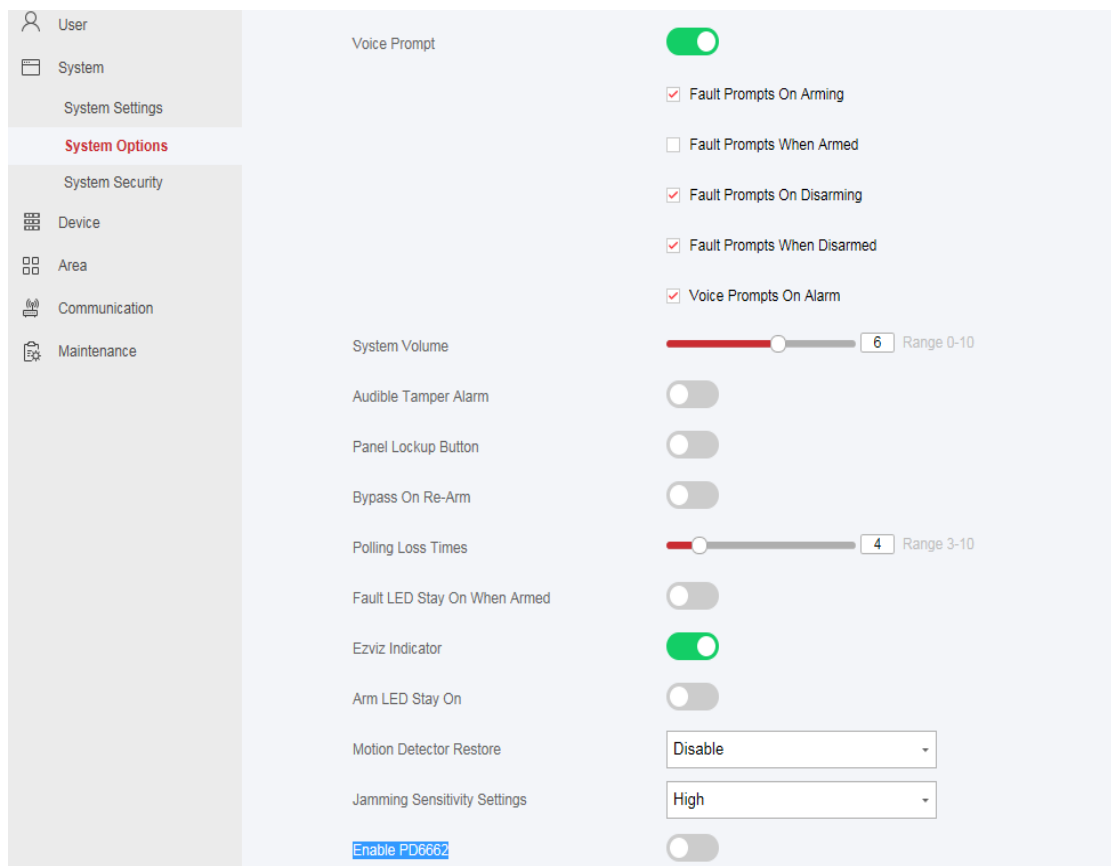 User
System
System Settings
System Options
System Security
Device
Area
Communication
Maintenance
Voice Prompt
Fault Prompts On Arming
Fault Prompts When Armed
Fault Prompts On Disarming
Fault Prompts When Disarmed
Voice Prompts On Alarm
System Volume 6 Range 0-10
Audible Tamper Alarm
Panel Lockup Button
Bypass On Re-Arm
Polling Loss Times 4 Range 3-10
Fault LED Stay On When Armed
Ezviz Indicator
Arm LED Stay On
Motion Detector Restore Disable
Jamming Sensitivity Settings High
Enable PD6662